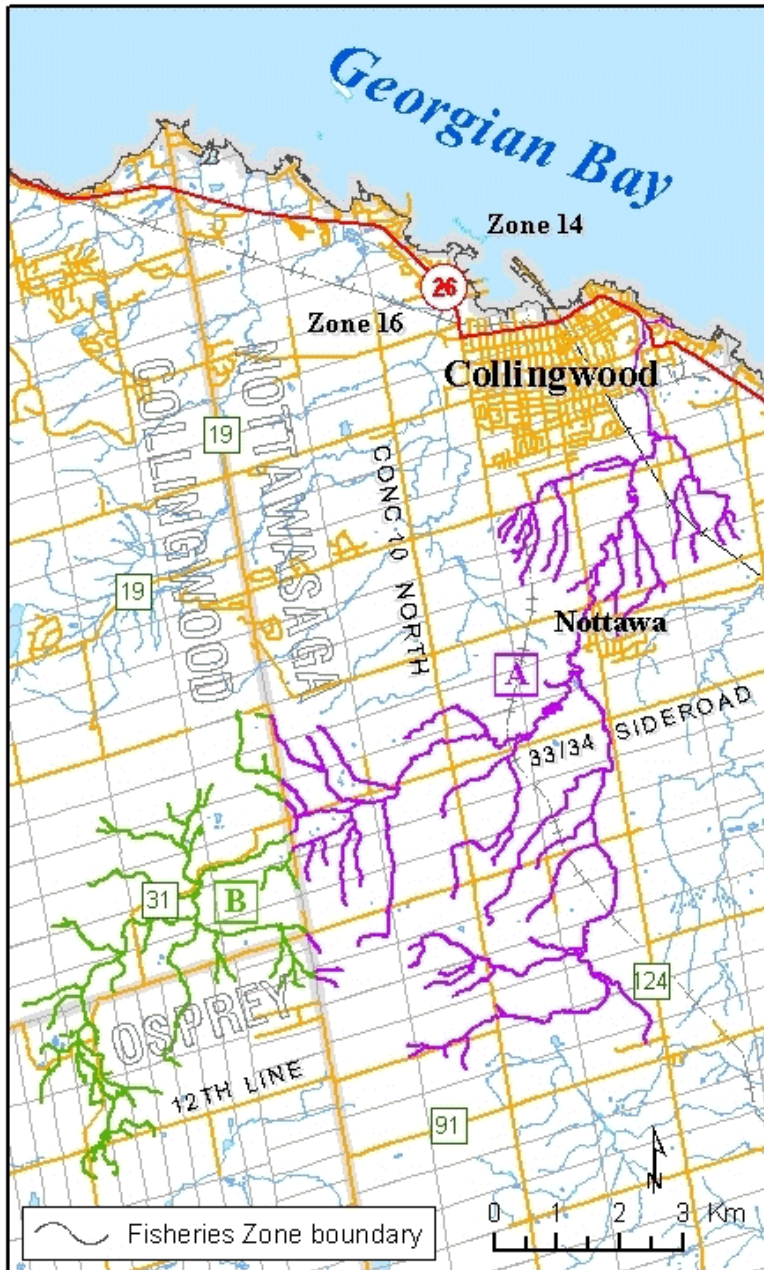 Georgian Bay
Zone 14
26
Zone 16
Collingwood
COLLINGWOOD
NOTTAWASAGA
19
CONC 10 NORTH
19
Nottawa
A
33/34 SIDEROAD
31
B
OSPREY
124
12TH LINE
91
N
Fisheries Zone boundary
0 1 2 3 Km